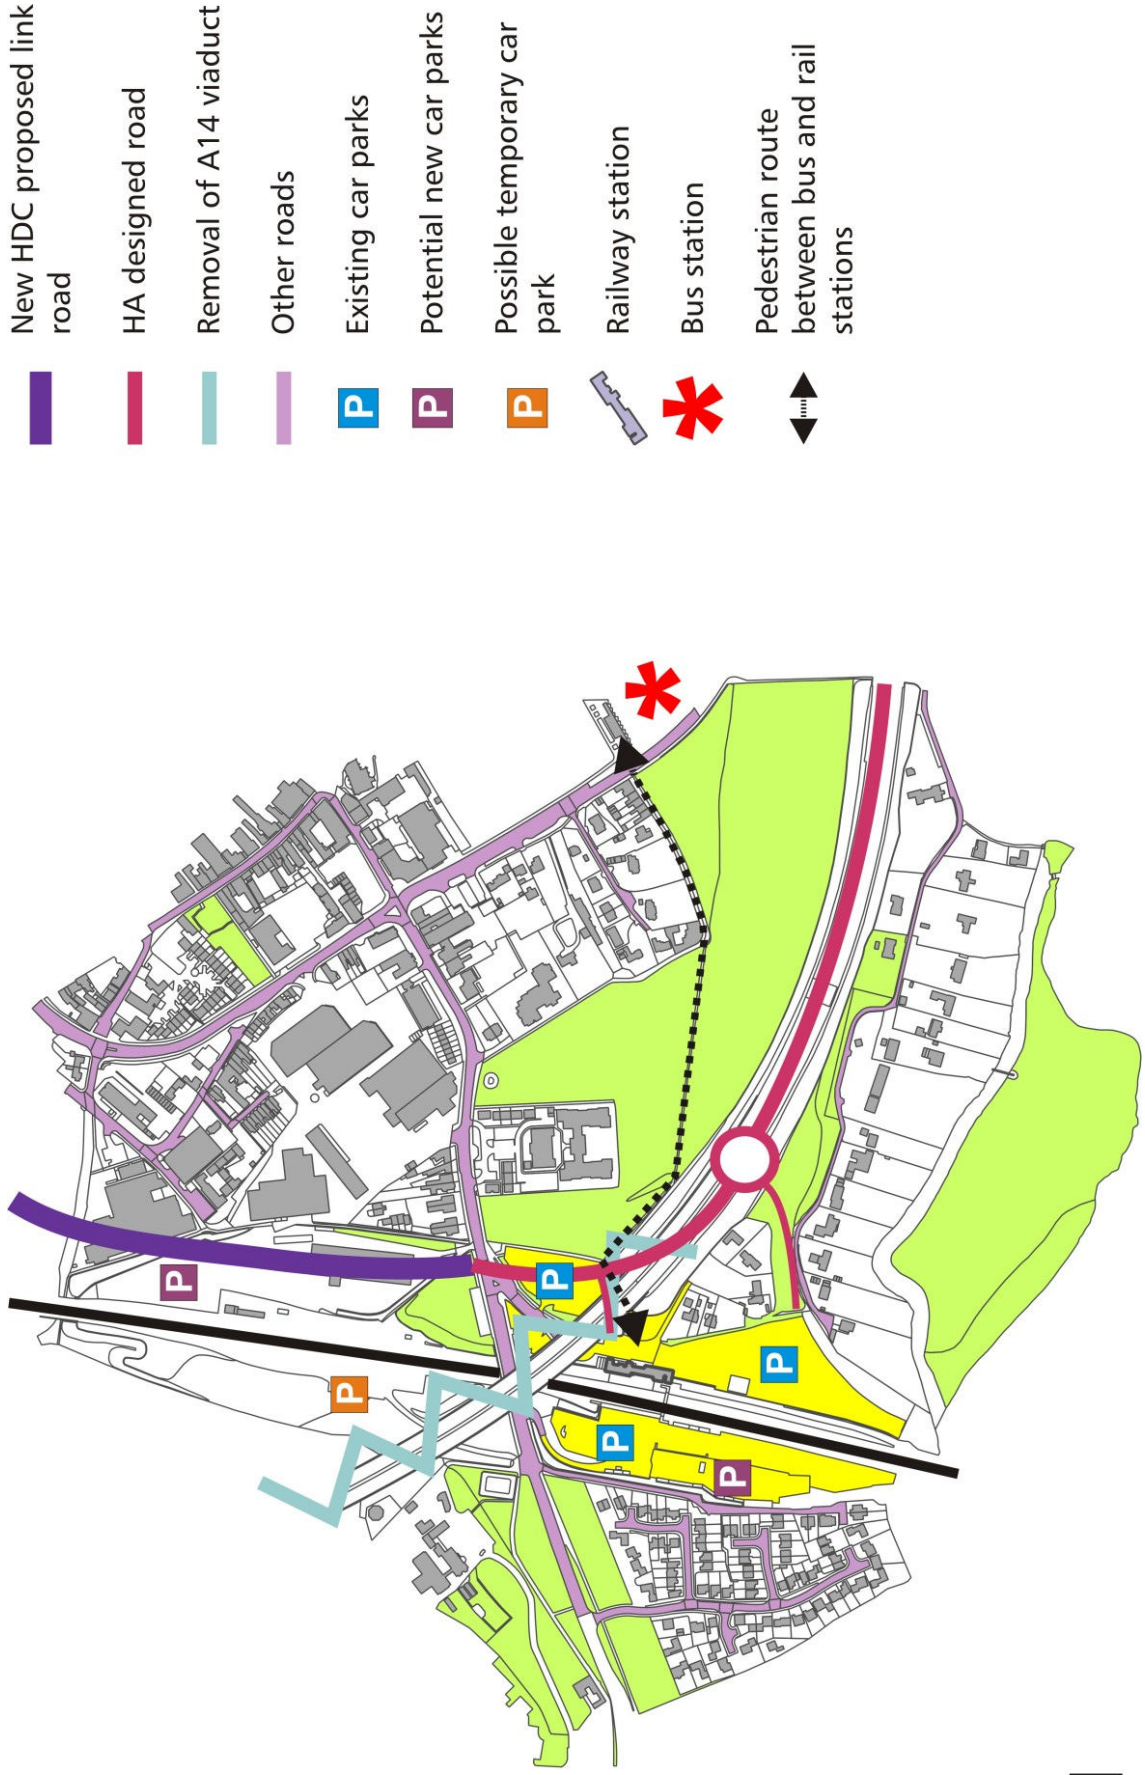 New HDC proposed link
road
HA designed road
Removal of A14 viaduct
Other roads
P
Existing car parks
P
Potential new car parks
P
Possible temporary car
park
Railway station
Bus station
Pedestrian route
between bus and rail
stations
P
P
P
P
P
P